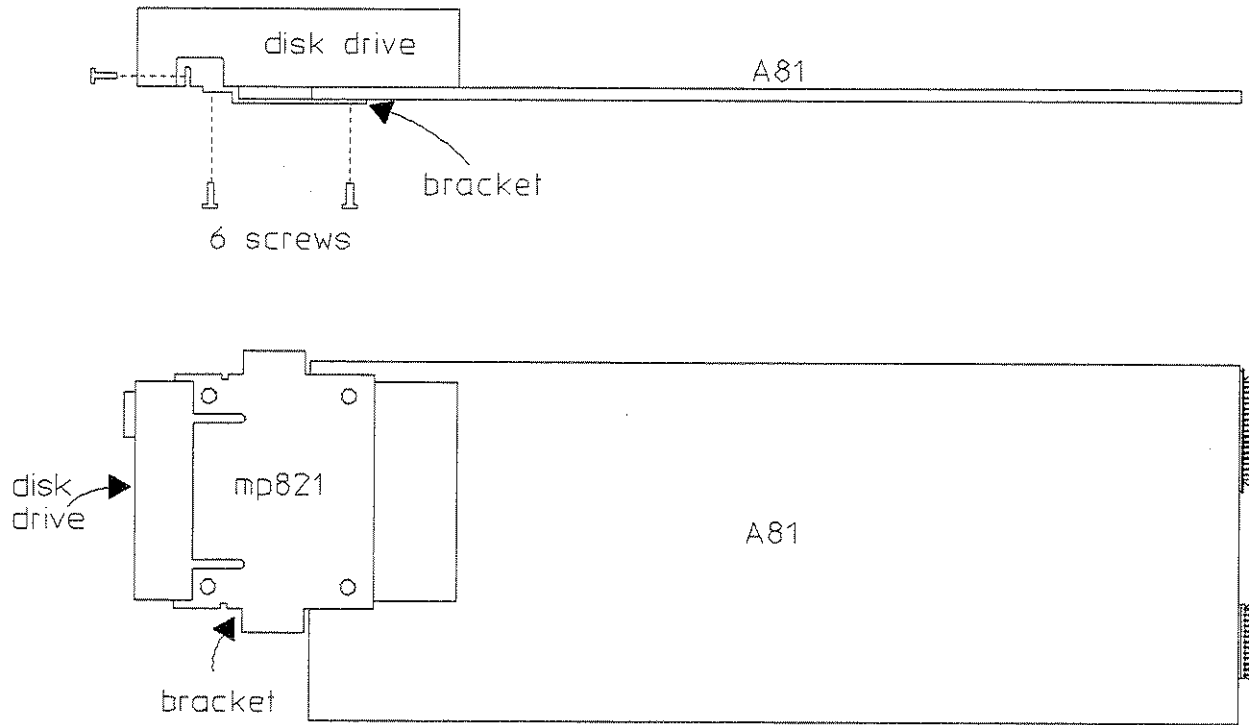 disk drive
A81
bracket
6 screws
mp821
disk
drive
A81
bracket